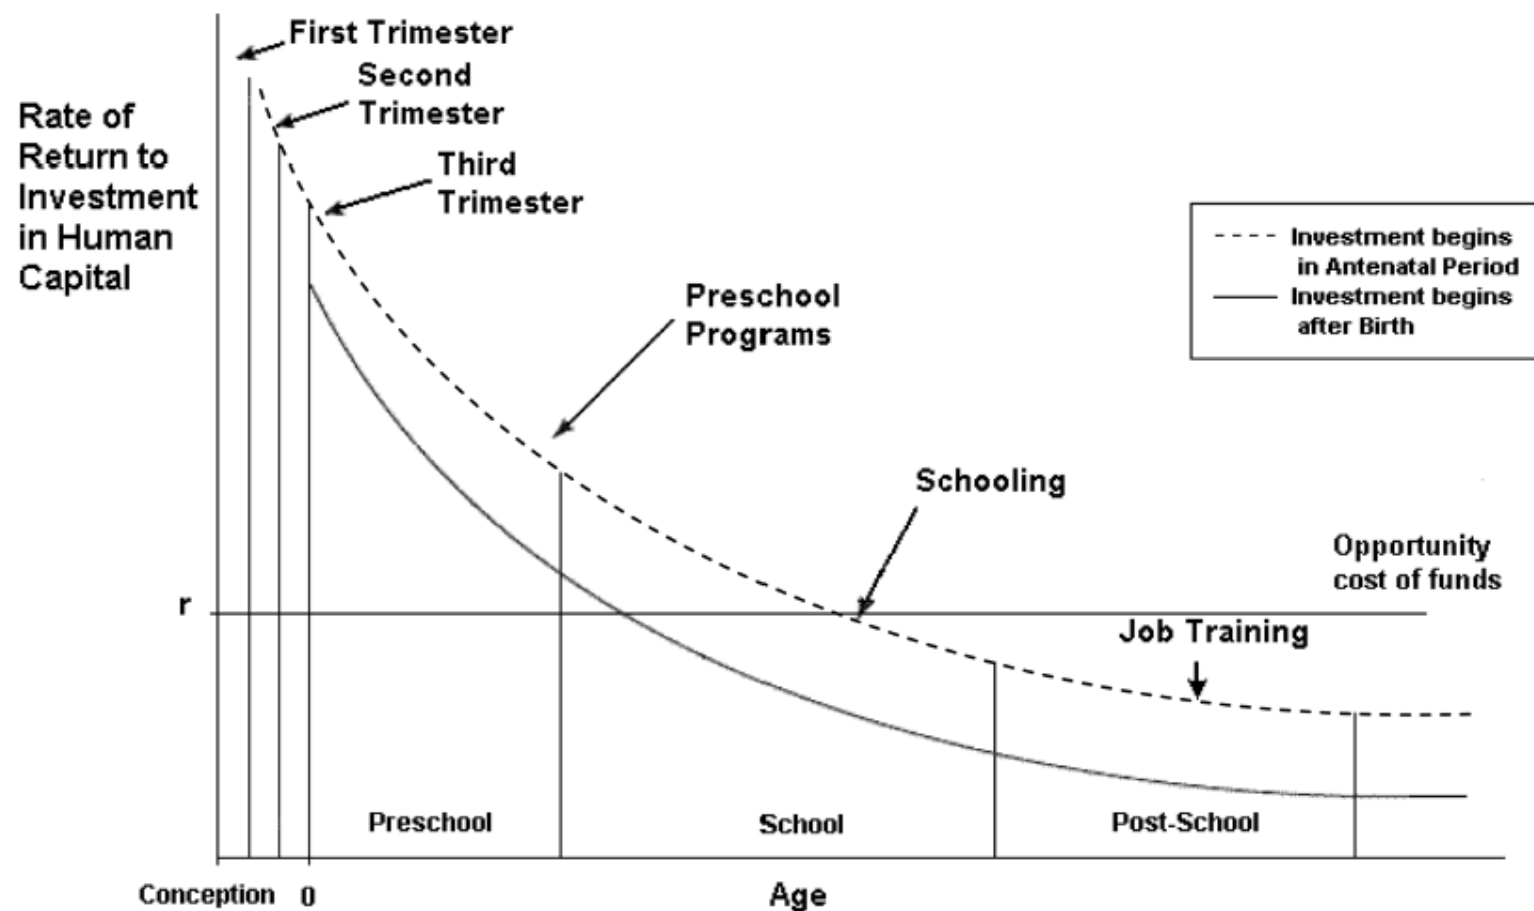 First Trimester
Second
Trimester
Rate of
Return to
Investment
in Human
Capital
Third
Trimester
Investment begins
in Antenatal Period
Investment begins
after Birth
Preschool
Programs
Schooling
Opportunity
cost of funds
r
Job Training
Preschool
School
Post-School
Conception
0
Age